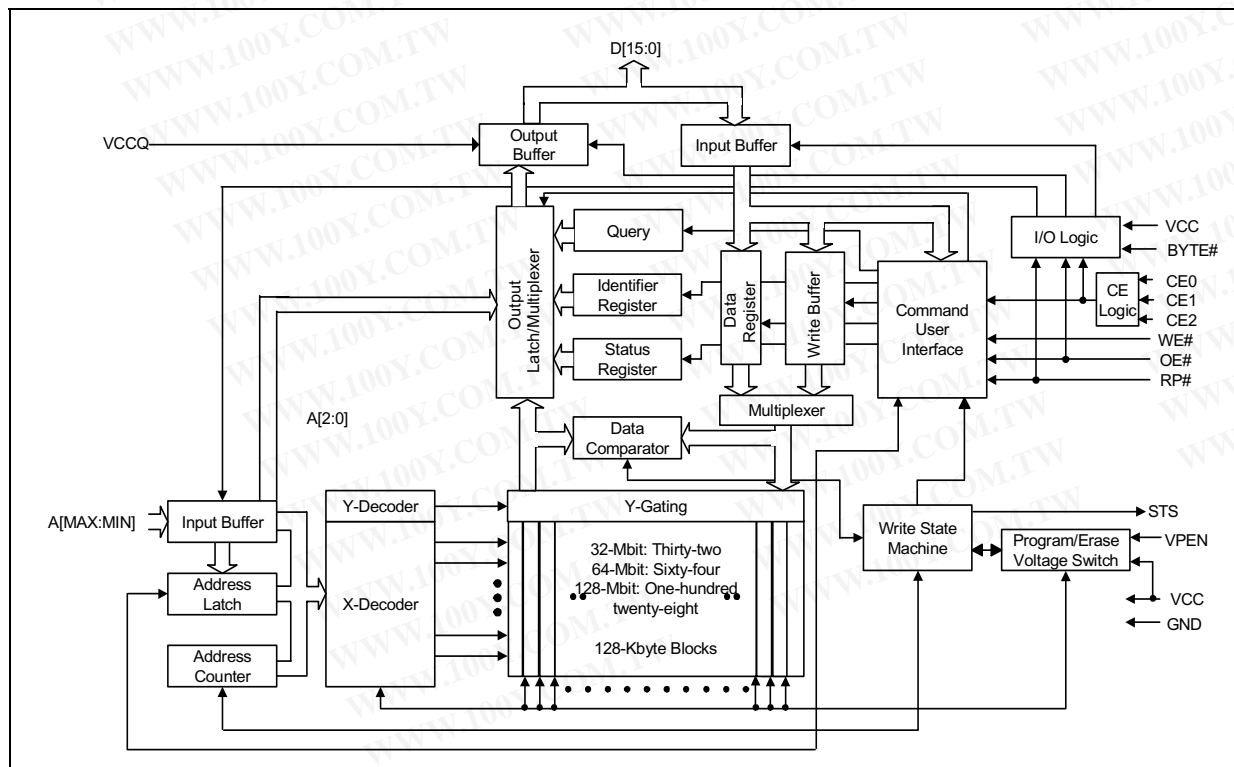 D[15:0]
VCCQ
Output
Buffer
Input Buffer
Output
Latch/Multiplexer
Query
Identifier
Register
Status
Register
Data
Register
Write Buffer
Command
User
Interface
I/O Logic
VCC
BYTE#
CE
Logic
CE0
CE1
CE2
WE#
OE#
RP#
Multiplexer
Data
Comparator
A[2:0]
A[MAX:MIN]
Input Buffer
Address
Latch
Address
Counter
Y-Decoder
X-Decoder
Y-Gating
32-Mbit: Thirty-two
64-Mbit: Sixty-four
128-Mbit: One-hundred
twenty-eight
128-Kbyte Blocks
Write State
Machine
Program/Erase
Voltage Switch
STS
VPEN
VCC
GND
WWW.100Y.COM.TW